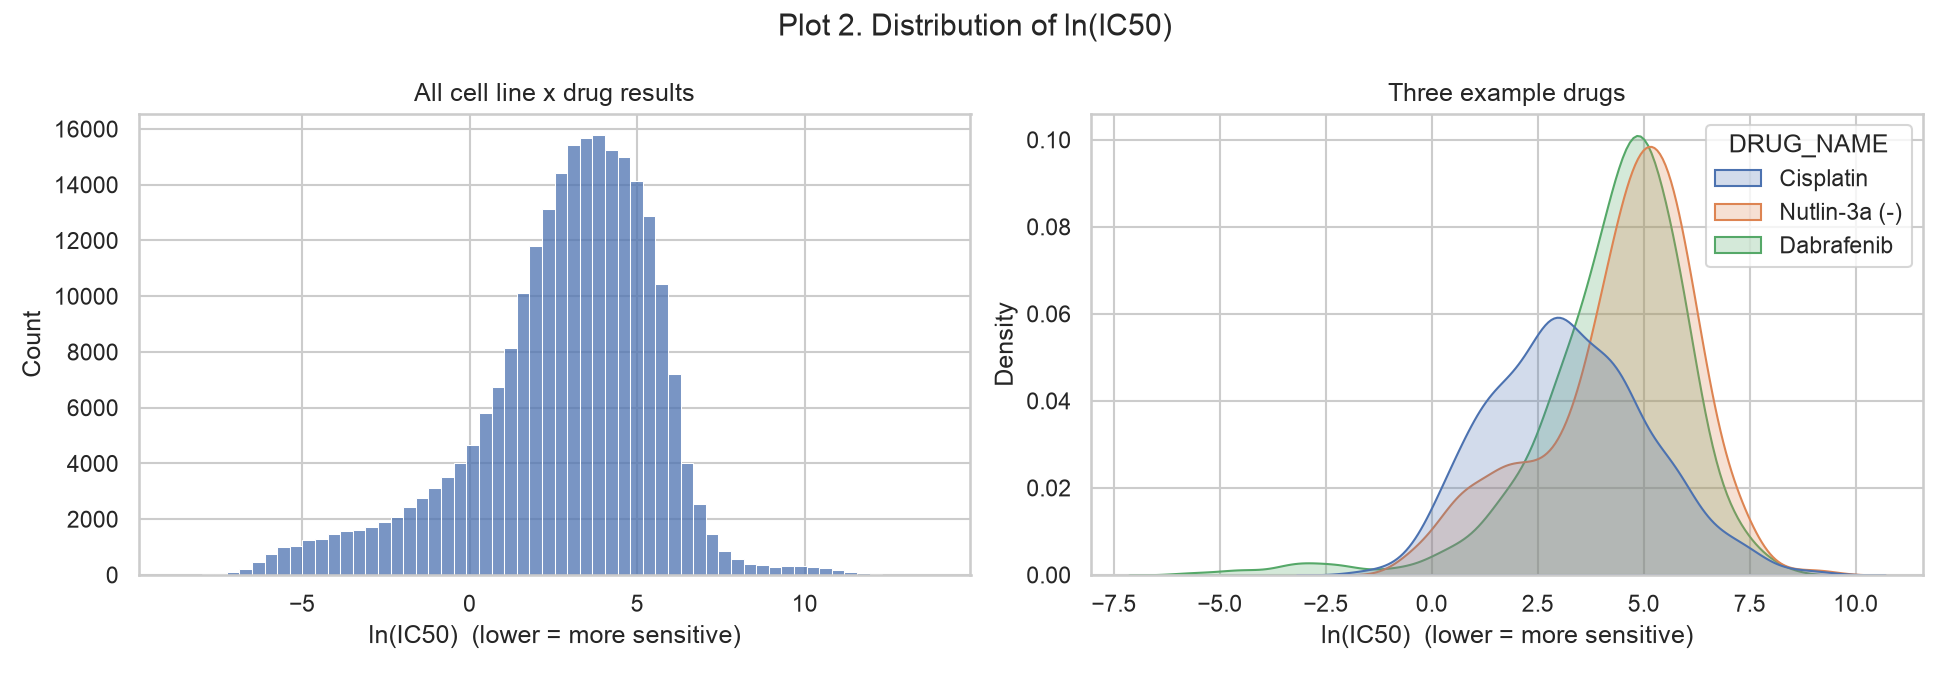 Plot 2. Distribution of ln(IC50)
All cell line x drug results
16000
14000
12000
10000
8000
6000
4000
2000
0
Count
−5
0
5
10
ln(IC50)  (lower = more sensitive)
Three example drugs
0.10
0.08
0.06
0.04
0.02
0.00
Density
DRUG_NAME
Cisplatin
Nutlin-3a (-)
Dabrafenib
−7.5
−5.0
−2.5
0.0
2.5
5.0
7.5
10.0
ln(IC50)  (lower = more sensitive)